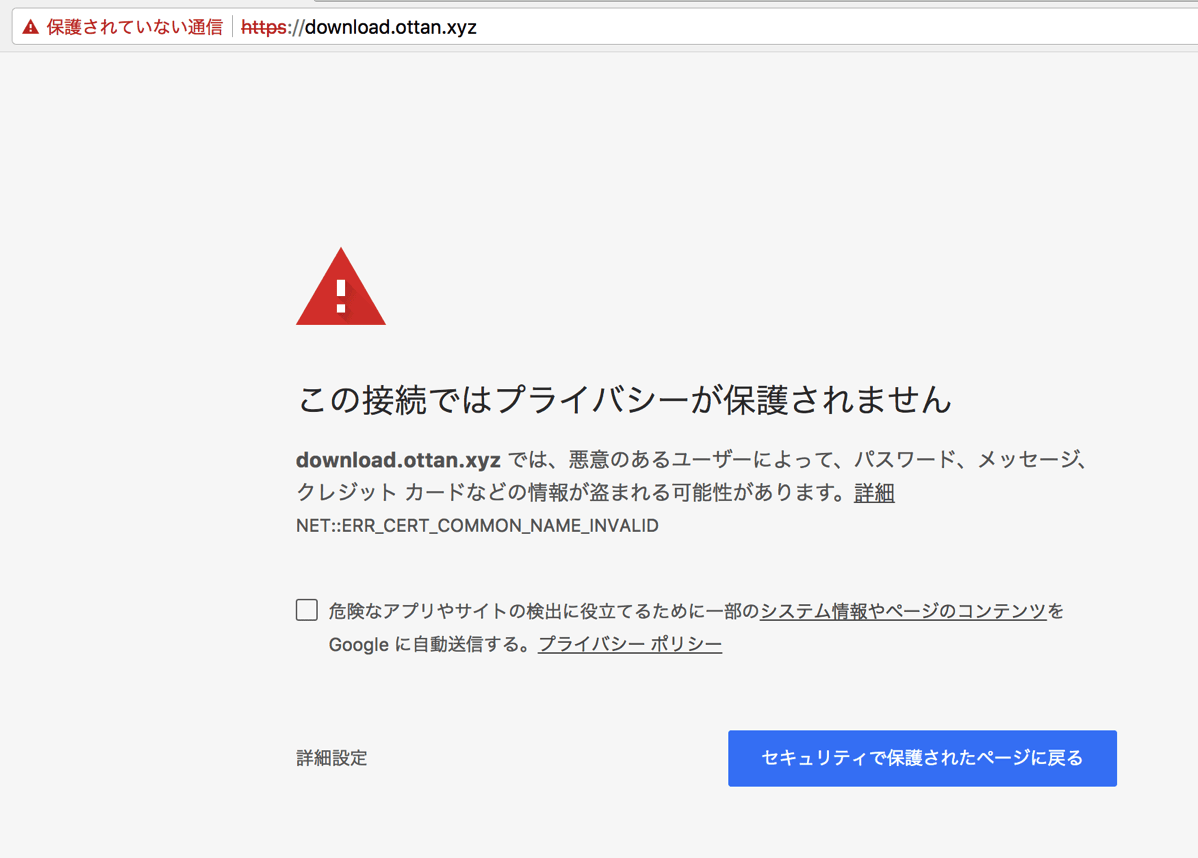 保護されていない通信 https://download.ottan.xyz
この接続ではプライバシーが保護されません
download.ottan.xyz では、悪意のあるユーザーによって、パスワード、メッセージ、
クレジット カードなどの情報が盗まれる可能性があります。詳細
NET::ERR_CERT_COMMON_NAME_INVALID
危険なアプリやサイトの検出に役立てるために一部のシステム情報やページのコンテンツを
Google に自動送信する。プライバシー ポリシー
詳細設定 セキュリティで保護されたページに戻る